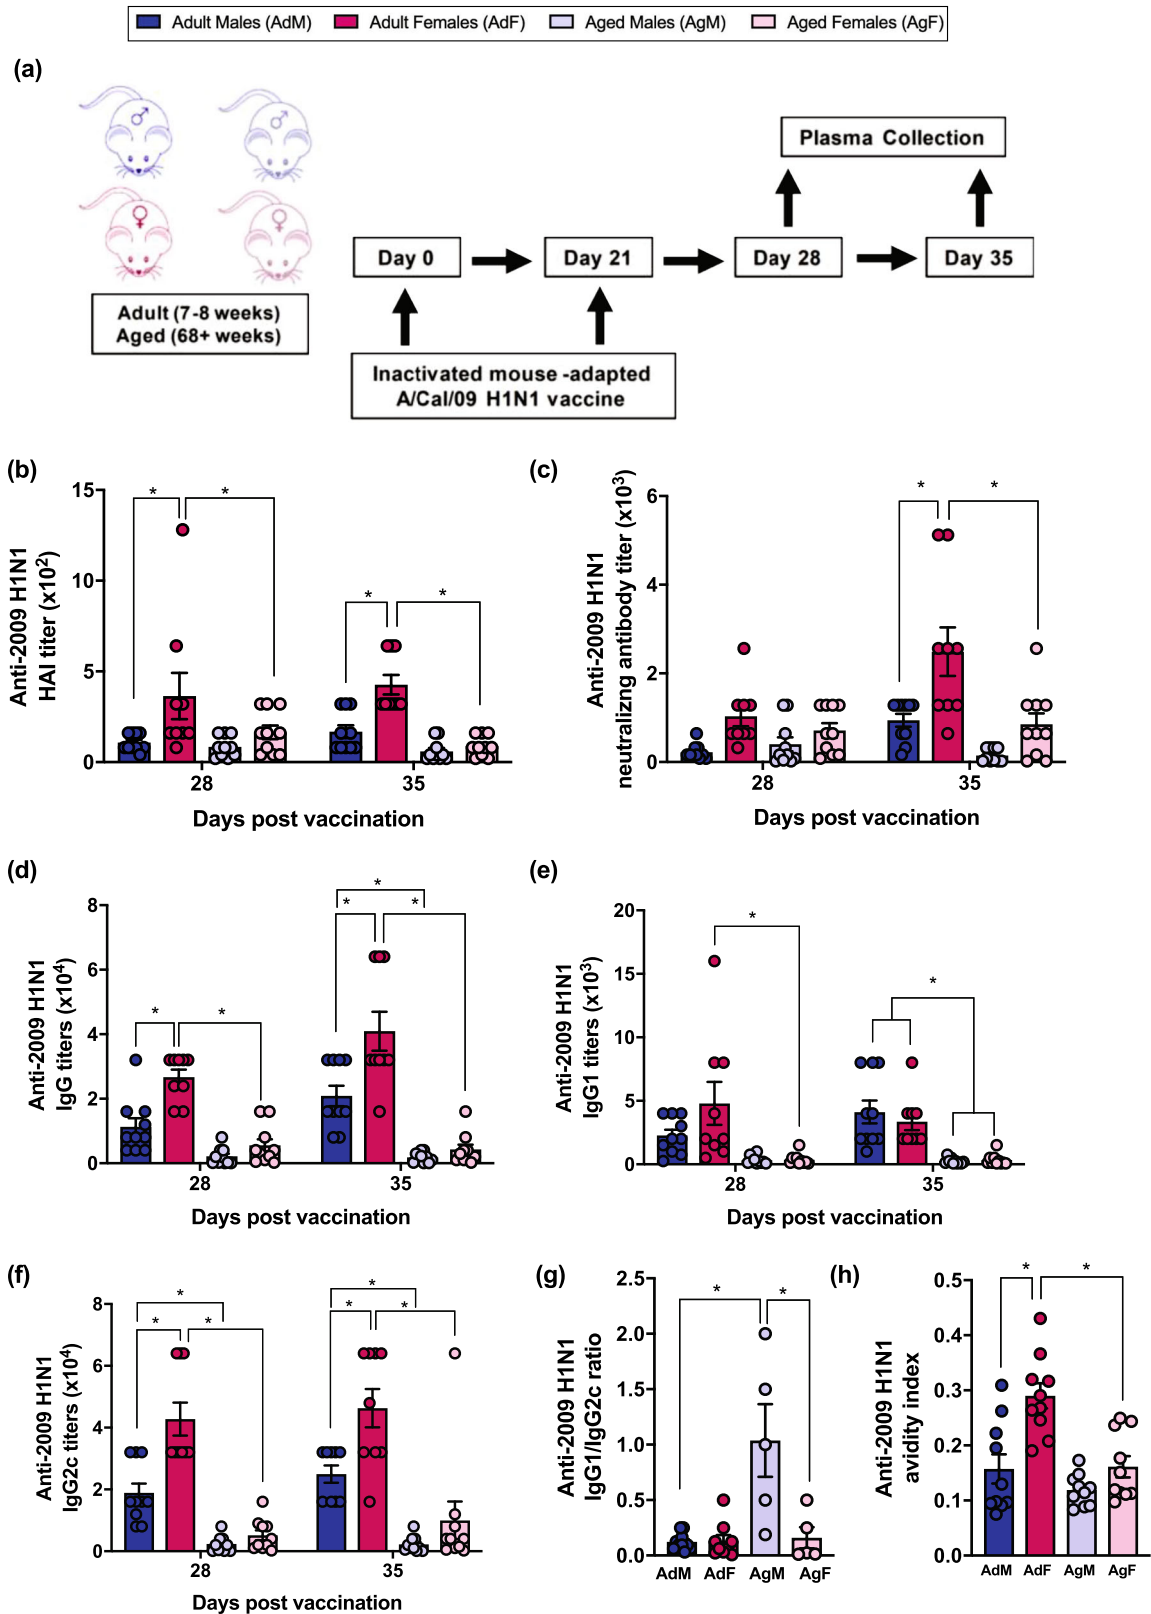 Adult Males (AdM) Adult Females (AdF) Aged Males (AgM) Aged Females (AgF)
(a)
Plasma Collection
Day 0 Day 21 Day 28 Day 35
Adult (7-8 weeks)
Aged (68+ weeks)
Inactivated mouse-adapted
A/Cal/09 H1N1 vaccine
(b)
Anti-2009 H1N1
HAI titer (x10²)
15
10
5
0
* *
* *
28 35
Days post vaccination
(c)
Anti-2009 H1N1
neutralizing antibody titer (x10³)
6
4
2
0
* *
28 35
Days post vaccination
(d)
Anti-2009 H1N1
IgG titers (x10⁴)
8
6
4
2
0
* *
*
* *
28 35
Days post vaccination
(e)
Anti-2009 H1N1
IgG1 titers (x10³)
20
15
10
5
0
*
*
28 35
Days post vaccination
(f)
Anti-2009 H1N1
IgG2c titers (x10⁴)
8
6
4
2
0
*
* *
*
* *
28 35
Days post vaccination
(g)
Anti-2009 H1N1
IgG1/IgG2c ratio
2.5
2.0
1.5
1.0
0.5
0.0
* *
AdM AdF AgM AgF
(h)
Anti-2009 H1N1
avidity index
0.5
0.4
0.3
0.2
0.1
0.0
* *
AdM AdF AgM AgF